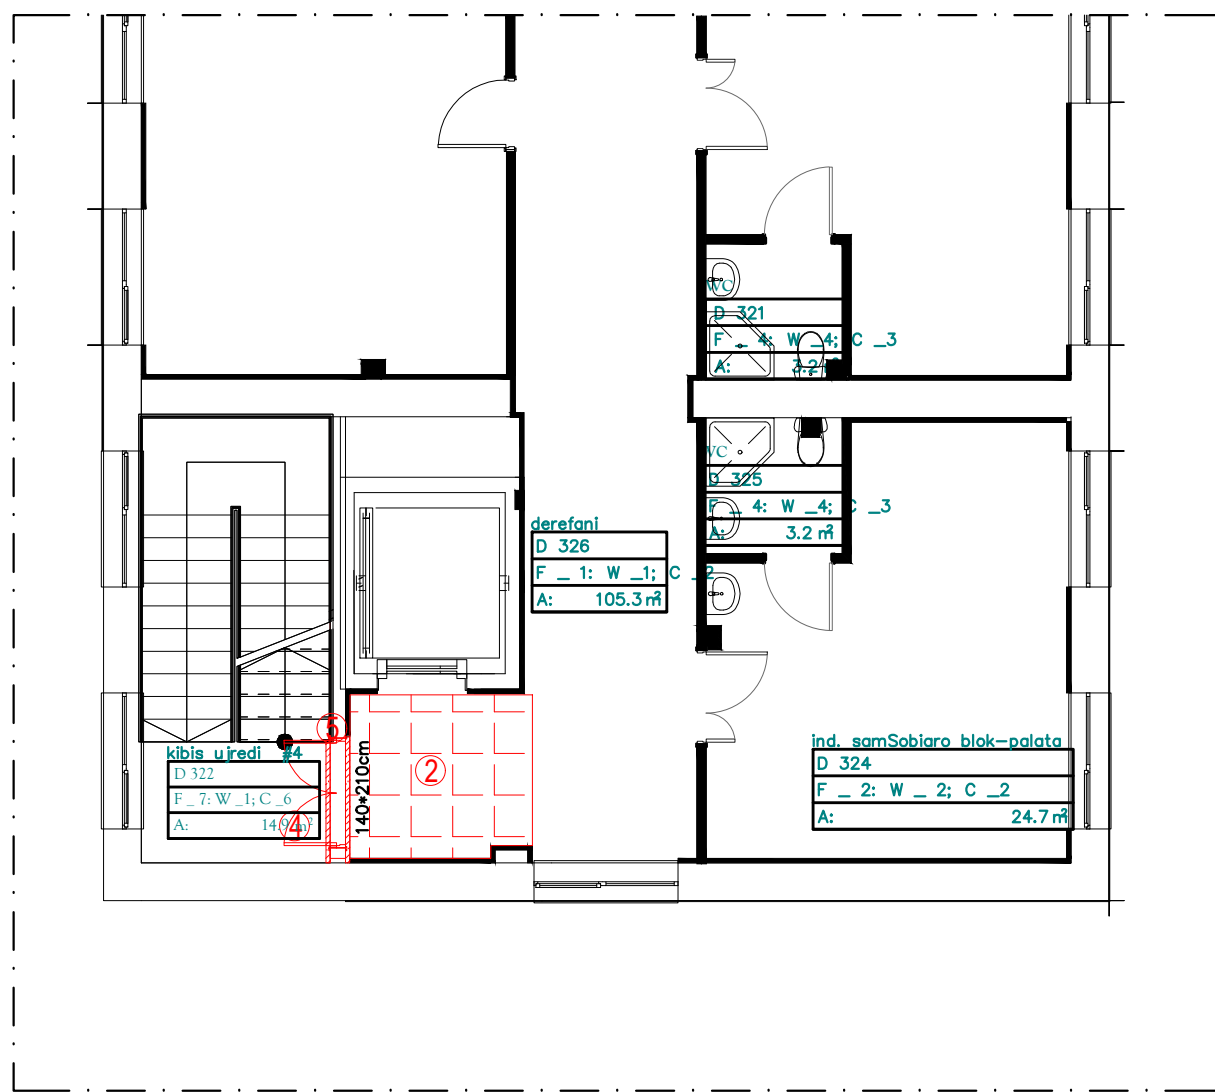 WC
D 321
F _ 4: W _4; C _3
A: 3.2
WC
D 325
F _ 4: W _4; C _3
A: 3.2 m²
derefani
D 326
F _ 1: W _1; C _2
A: 105.3 m²
⑤
kibis ujredi #4
D 322
F _ 7: W _1; C _6
A: 14.9 m²
④
140*210cm
②
ind. samSobiaro blok-palata
D 324
F _ 2: W _ 2; C _2
A: 24.7 m²